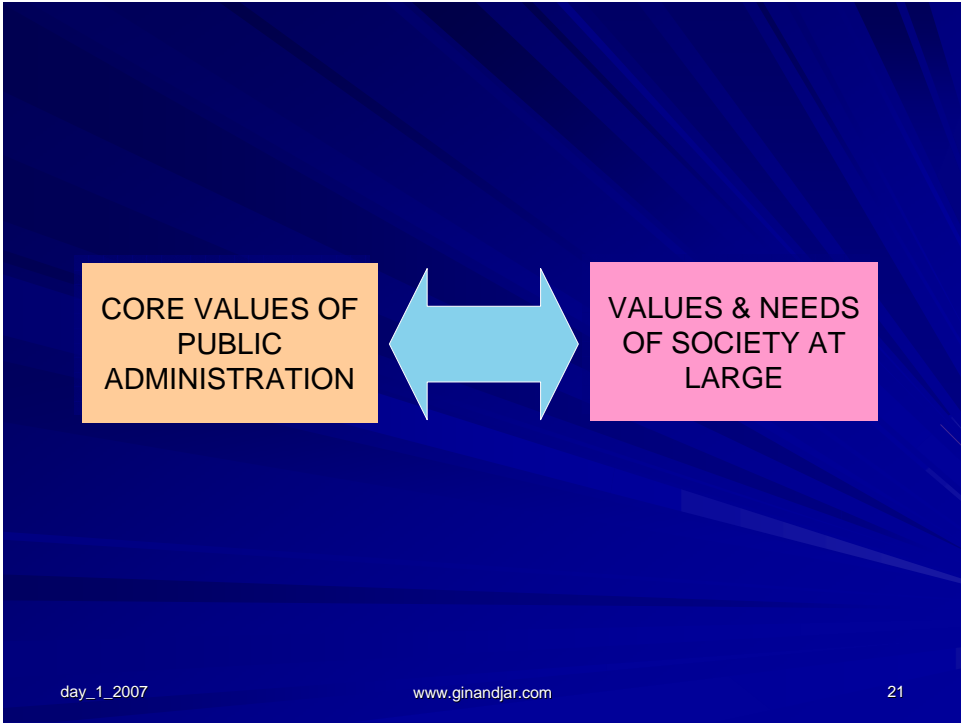 CORE VALUES OF
PUBLIC
ADMINISTRATION
VALUES & NEEDS
OF SOCIETY AT
LARGE
day_1_2007
www.ginandjar.com
21